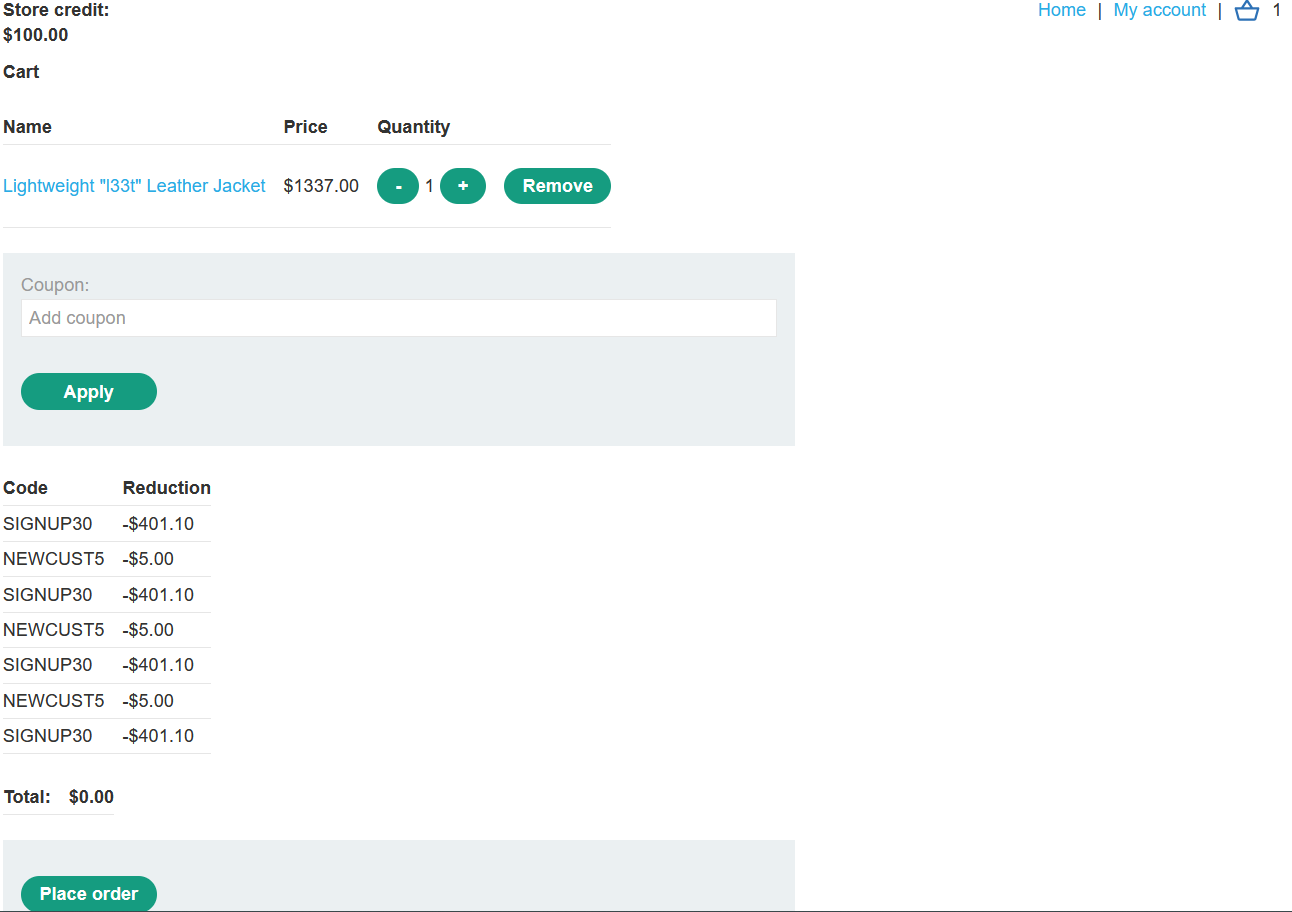 Store credit:
$100.00
Home | My account | 1
Cart
Name Price Quantity
Lightweight "l33t" Leather Jacket $1337.00 - 1 + Remove
Coupon:
Add coupon
Apply
Code Reduction
SIGNUP30 -$401.10
NEWCUST5 -$5.00
SIGNUP30 -$401.10
NEWCUST5 -$5.00
SIGNUP30 -$401.10
NEWCUST5 -$5.00
SIGNUP30 -$401.10
Total: $0.00
Place order